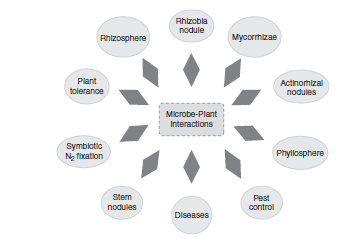 Rhizobia
nodule
Rhizosphere
Mycorrhizae
Plant
tolerance
Actinorhizal
nodules
Microbe-Plant
Interactions
Symbiotic
N₂ fixation
Phyllosphere
Stem
nodules
Pest
control
Diseases